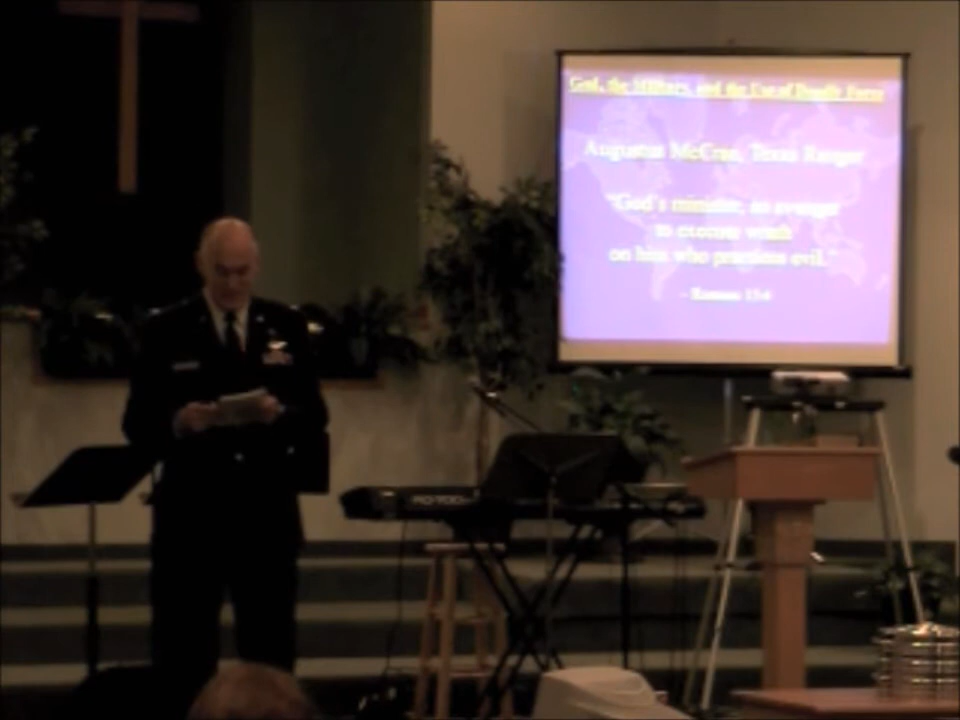 God, the Military, and the Use of Deadly Force
Augustus McCrae, Texas Ranger
"God's minister, an avenger
to execute wrath
on him who practices evil."
- Romans 13:4